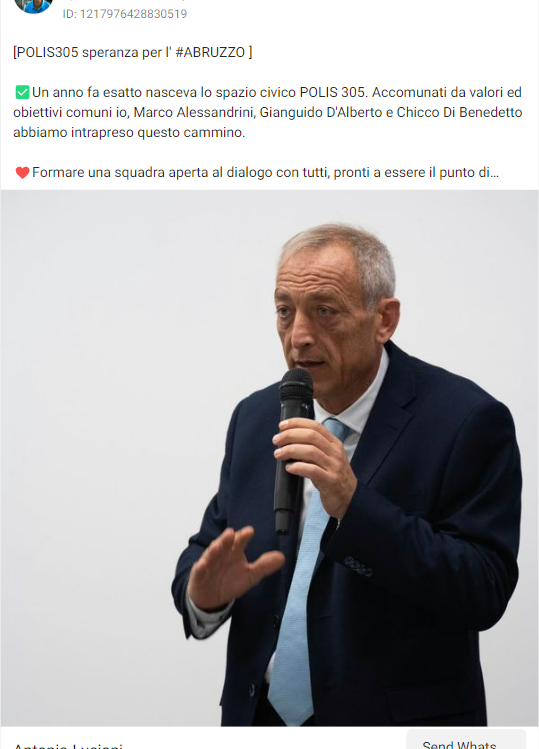 ID: 1217976428830519
[POLIS305 speranza per l' #ABRUZZO ]
✅Un anno fa esatto nasceva lo spazio civico POLIS 305. Accomunati da valori ed
obiettivi comuni io, Marco Alessandrini, Gianguido D'Alberto e Chicco Di Benedetto
abbiamo intrapreso questo cammino.
❤️Formare una squadra aperta al dialogo con tutti, pronti a essere il punto di...
Antonio Luciani
Send Whats...